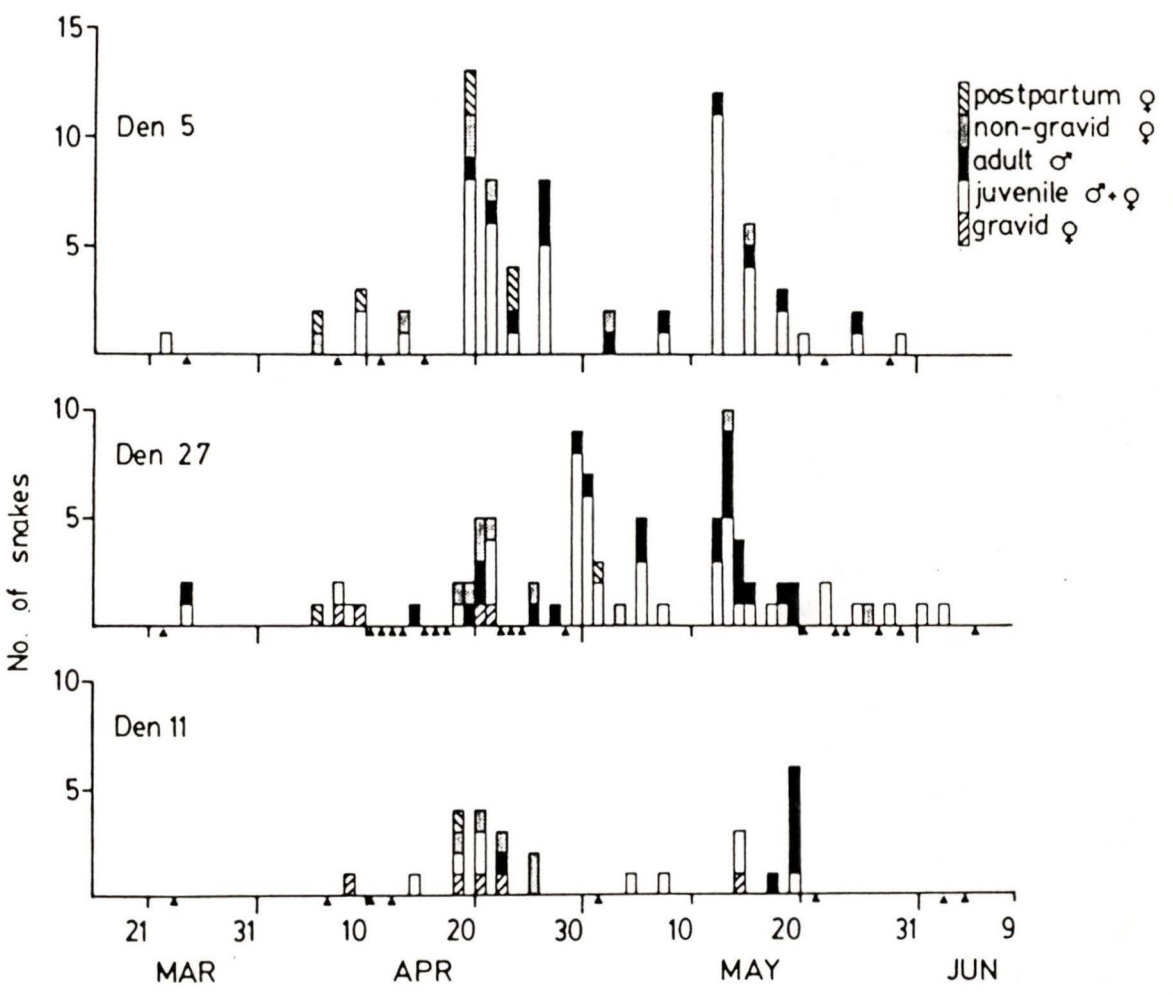 15
10
5
Den 5
postpartum ♀
non-gravid ♀
adult ♂
juvenile ♂+♀
gravid ♀
10
5
Den 27
No. of snakes
10
5
Den 11
21 31 10 20 30 10 20 31 9
MAR APR MAY JUN